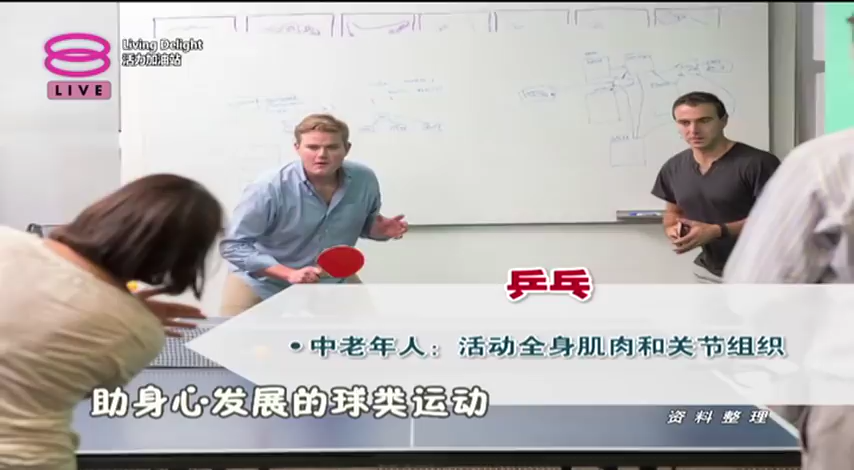 Living Delight
活力加油站
LIVE
乒乓
•中老年人：活动全身肌肉和关节组织
助身心发展的球类运动
资料整理